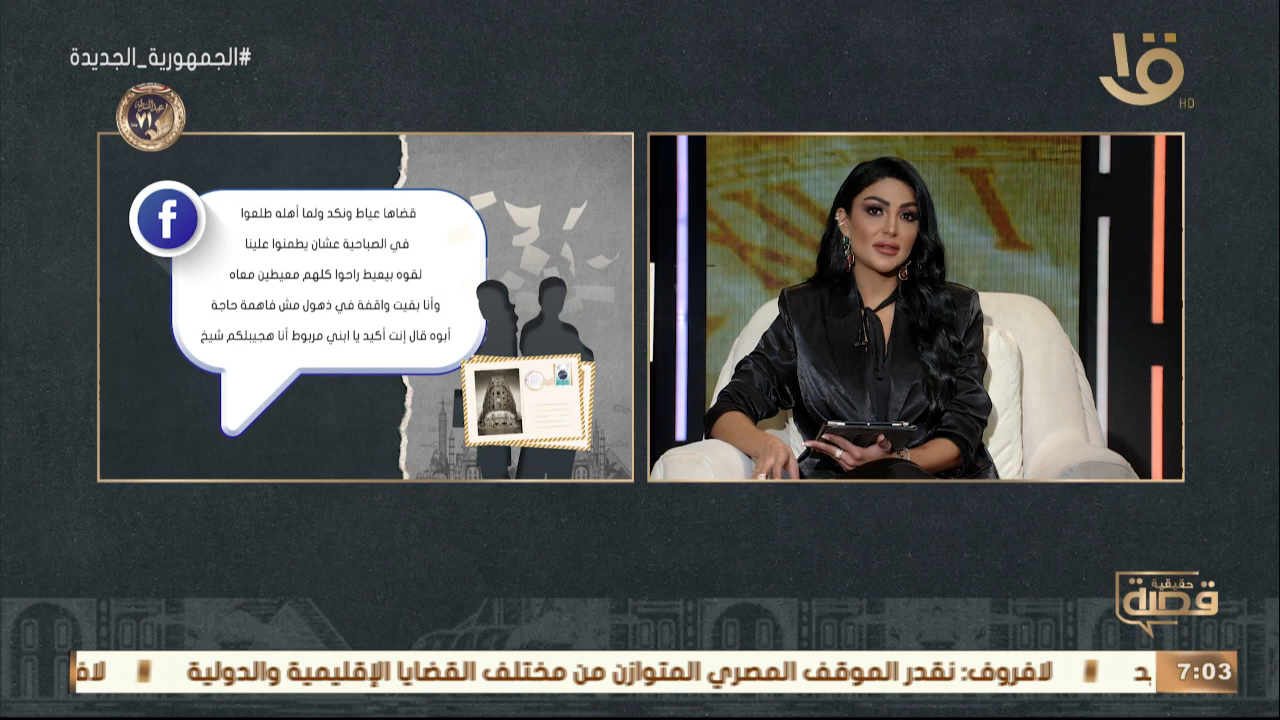 #الجمهورية_الجديدة
HD
٧١
f
قضاها عياط ونكد ولما أهله طلعوا
في الصباحية عشان يطمنوا علينا
لقوه بيعيط راحوا كلهم معيطين معاه
وأنا بقيت واقفة في ذهول مش فاهمة حاجة
أبوه قال إنت أكيد يا ابني مربوط أنا هجيبلكم شيخ
قصة
حقيقية
7:03
لافروف: نقدر الموقف المصري المتوازن من مختلف القضايا الإقليمية والدولية